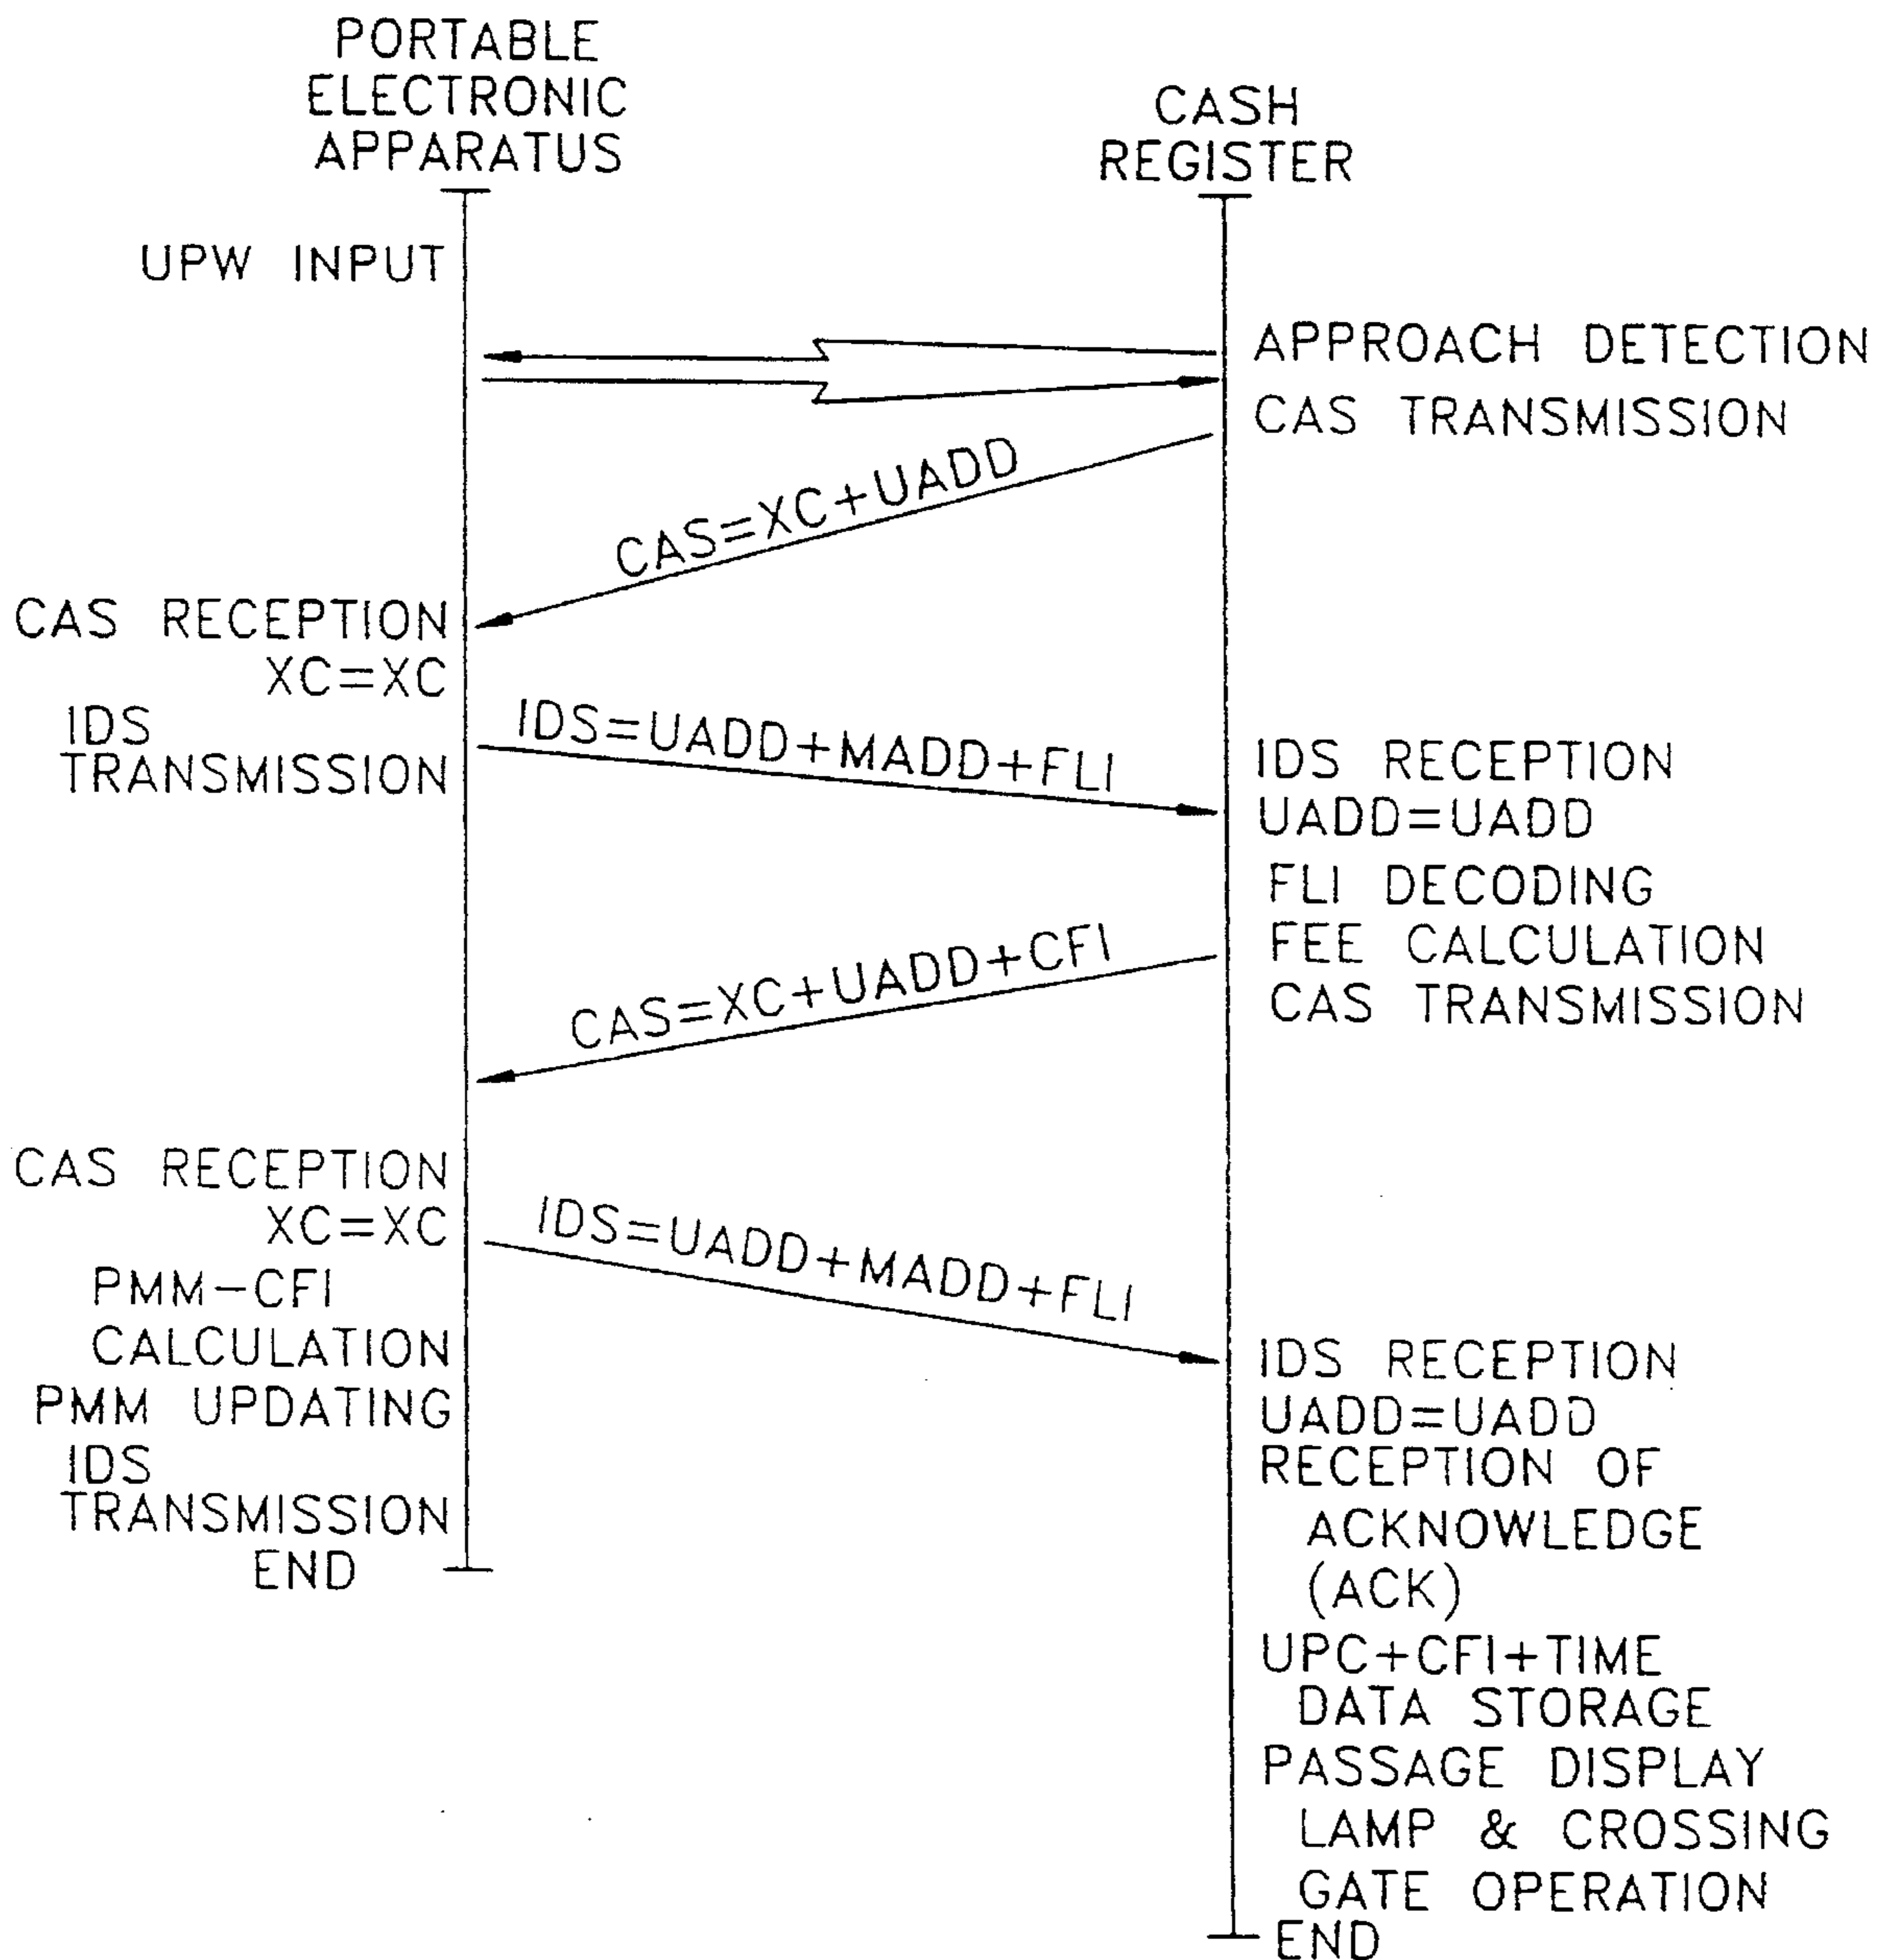 PORTABLE
ELECTRONIC
APPARATUS
CASH
REGISTER
UPW INPUT
APPROACH DETECTION
CAS TRANSMISSION
CAS=XC+UADD
CAS RECEPTION
XC=XC
IDS
TRANSMISSION
IDS=UADD+MADD+FLI
IDS RECEPTION
UADD=UADD
FLI DECODING
FEE CALCULATION
CAS TRANSMISSION
CAS=XC+UADD+CFI
CAS RECEPTION
XC=XC
IDS=UADD+MADD+FLI
PMM-CFI
CALCULATION
PMM UPDATING
IDS
TRANSMISSION
END
IDS RECEPTION
UADD=UADD
RECEPTION OF
ACKNOWLEDGE
(ACK)
UPC+CFI+TIME
DATA STORAGE
PASSAGE DISPLAY
LAMP & CROSSING
GATE OPERATION
END